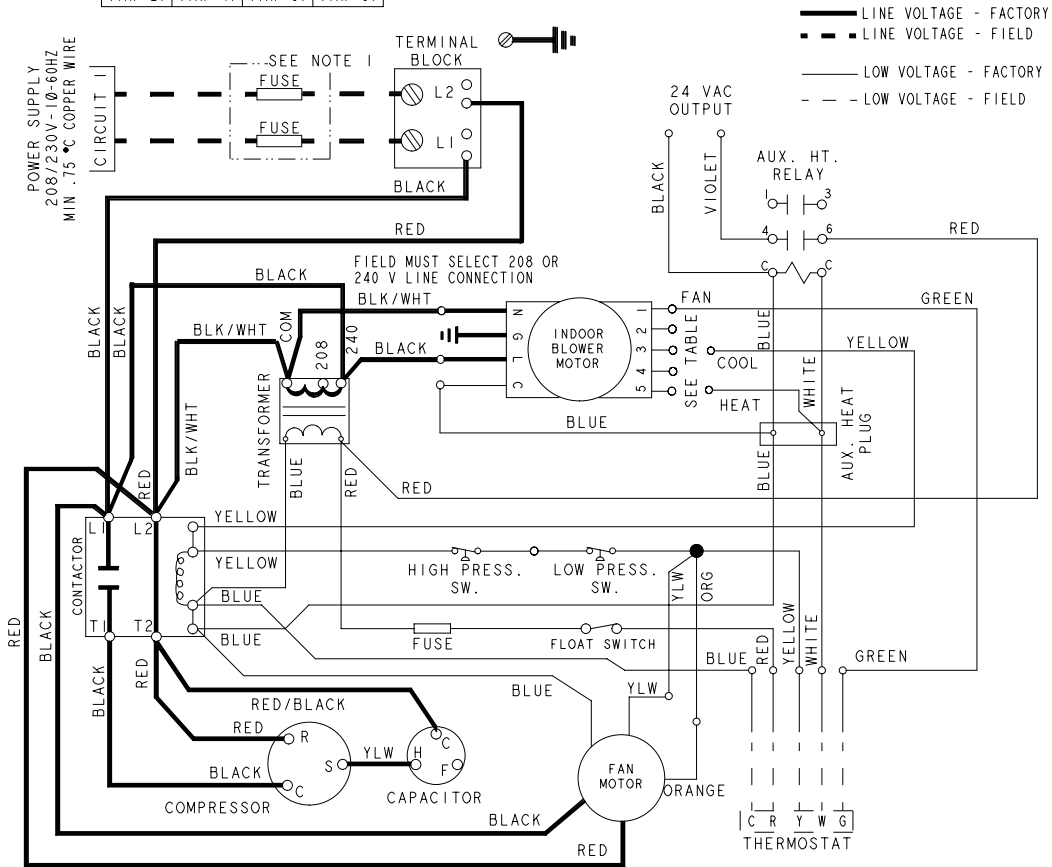 LINE VOLTAGE - FACTORY
LINE VOLTAGE - FIELD
LOW VOLTAGE - FACTORY
LOW VOLTAGE - FIELD
POWER SUPPLY
208/230V-1Ø-60HZ
MIN .75 °C COPPER WIRE
CIRCUIT 1
SEE NOTE 1
FUSE
FUSE
TERMINAL
BLOCK
L2
L1
24 VAC
OUTPUT
BLACK
VIOLET
AUX. HT.
RELAY
1
3
4
6
C
C
RED
BLACK
RED
FIELD MUST SELECT 208 OR
240 V LINE CONNECTION
BLACK
BLK/WHT
BLK/WHT
COM
208
240
BLACK
BLACK
BLACK
N
G
L
C
INDOOR
BLOWER
MOTOR
1
2
3
4
5
FAN
SEE TABLE
COOL
HEAT
BLUE
GREEN
YELLOW
WHITE
AUX. HEAT
PLUG
TRANSFORMER
BLUE
BLK/WHT
BLUE
RED
RED
BLUE
RED
L1
L2
CONTACTOR
YELLOW
YELLOW
BLUE
BLUE
T1
T2
HIGH PRESS.
SW.
LOW PRESS.
SW.
YLW
ORG
FUSE
FLOAT SWITCH
RED
BLACK
BLACK
RED
BLUE
RED
YELLOW
WHITE
GREEN
BLUE
YLW
RED/BLACK
RED
R
S
C
YLW
H
C
F
BLACK
COMPRESSOR
CAPACITOR
FAN
MOTOR
ORANGE
BLACK
RED
C R Y W G
THERMOSTAT